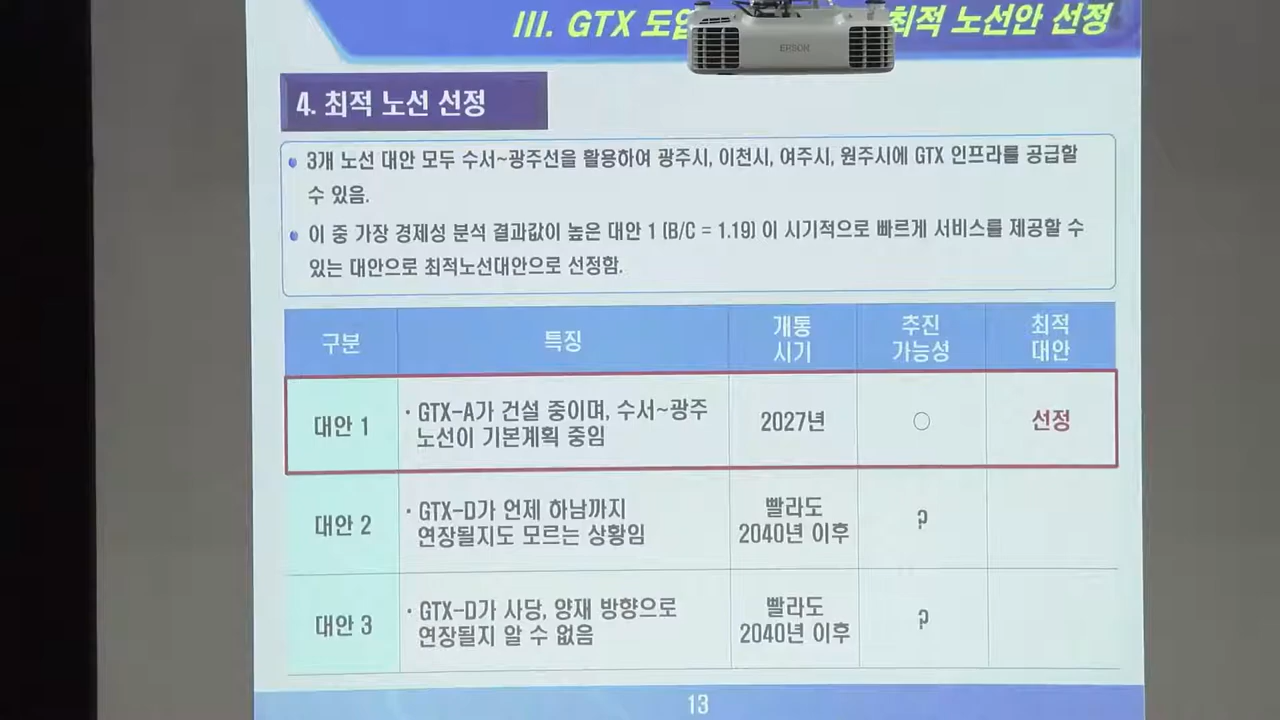 III. GTX 도입
최적 노선안 선정
EPSON
4. 최적 노선 선정
3개 노선 대안 모두 수서~광주선을 활용하여 광주시, 이천시, 여주시, 원주시에 GTX 인프라를 공급할
수 있음.
이 중 가장 경제성 분석 결과값이 높은 대안 1 (B/C = 1.19) 이 시기적으로 빠르게 서비스를 제공할 수
있는 대안으로 최적노선대안으로 선정함.
구분
특징
개통
시기
추진
가능성
최적
대안
대안 1
· GTX-A가 건설 중이며, 수서~광주
노선이 기본계획 중임
2027년
○
선정
대안 2
· GTX-D가 언제 하남까지
연장될지도 모르는 상황임
빨라도
2040년 이후
?
대안 3
· GTX-D가 사당, 양재 방향으로
연장될지 알 수 없음
빨라도
2040년 이후
?
13